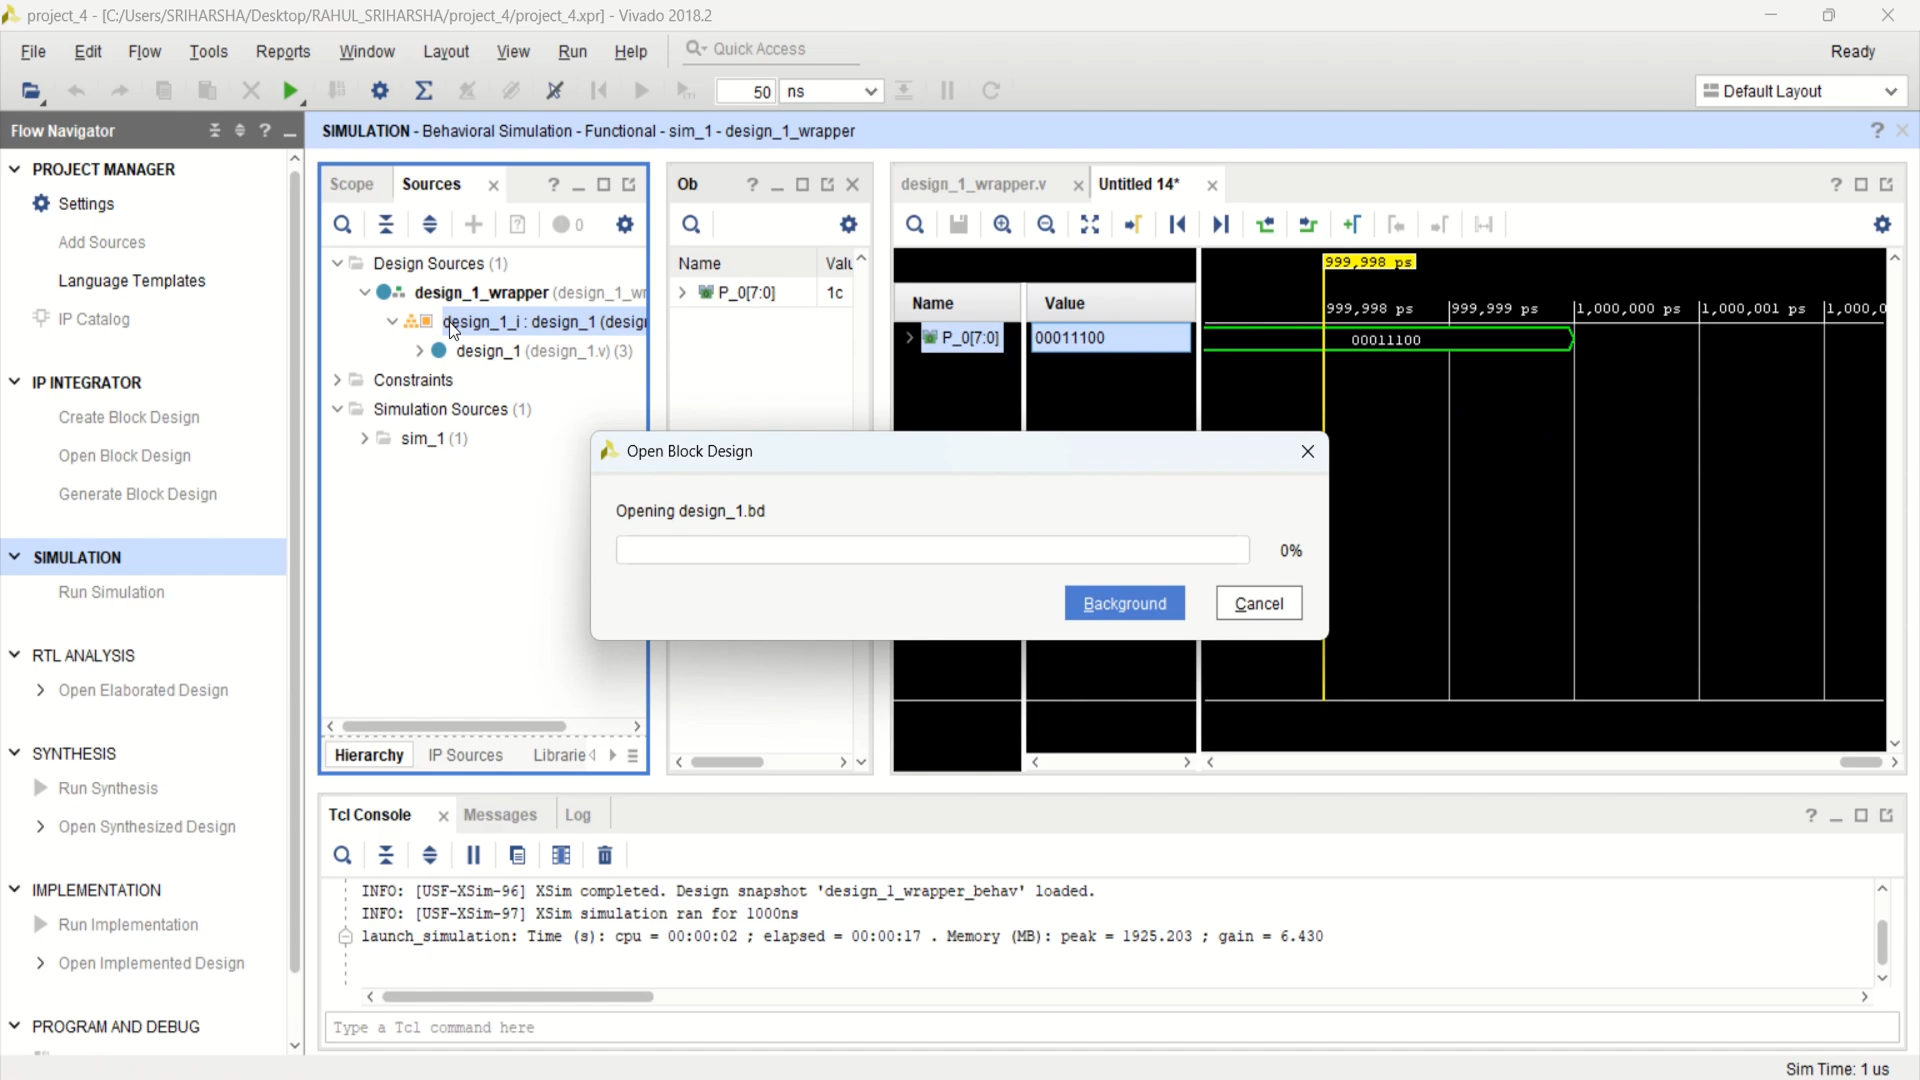 project_4 - [C:/Users/SRIHARSHA/Desktop/RAHUL_SRIHARSHA/project_4/project_4.xpr] - Vivado 2018.2
File Edit Flow Tools Reports Window Layout View Run Help Quick Access Ready
50 ns Default Layout
Flow Navigator
PROJECT MANAGER
Settings
Add Sources
Language Templates
IP Catalog
IP INTEGRATOR
Create Block Design
Open Block Design
Generate Block Design
SIMULATION
Run Simulation
RTL ANALYSIS
Open Elaborated Design
SYNTHESIS
Run Synthesis
Open Synthesized Design
IMPLEMENTATION
Run Implementation
Open Implemented Design
PROGRAM AND DEBUG
SIMULATION - Behavioral Simulation - Functional - sim_1 - design_1_wrapper
Scope Sources
0
Design Sources (1)
design_1_wrapper (design_1_wr
design_1_i : design_1 (desig
design_1 (design_1.v) (3)
Constraints
Simulation Sources (1)
sim_1 (1)
Hierarchy IP Sources Librarie
Ob
Name Valu
P_0[7:0] 1c
design_1_wrapper.v Untitled 14*
Name Value
P_0[7:0] 00011100
999,998 ps
999,998 ps 999,999 ps 1,000,000 ps 1,000,001 ps 1,000,0
00011100
Open Block Design
Opening design_1.bd
0%
Background Cancel
Tcl Console Messages Log
INFO: [USF-XSim-96] XSim completed. Design snapshot 'design_1_wrapper_behav' loaded.
INFO: [USF-XSim-97] XSim simulation ran for 1000ns
launch_simulation: Time (s): cpu = 00:00:02 ; elapsed = 00:00:17 . Memory (MB): peak = 1925.203 ; gain = 6.430
Type a Tcl command here
Sim Time: 1 us